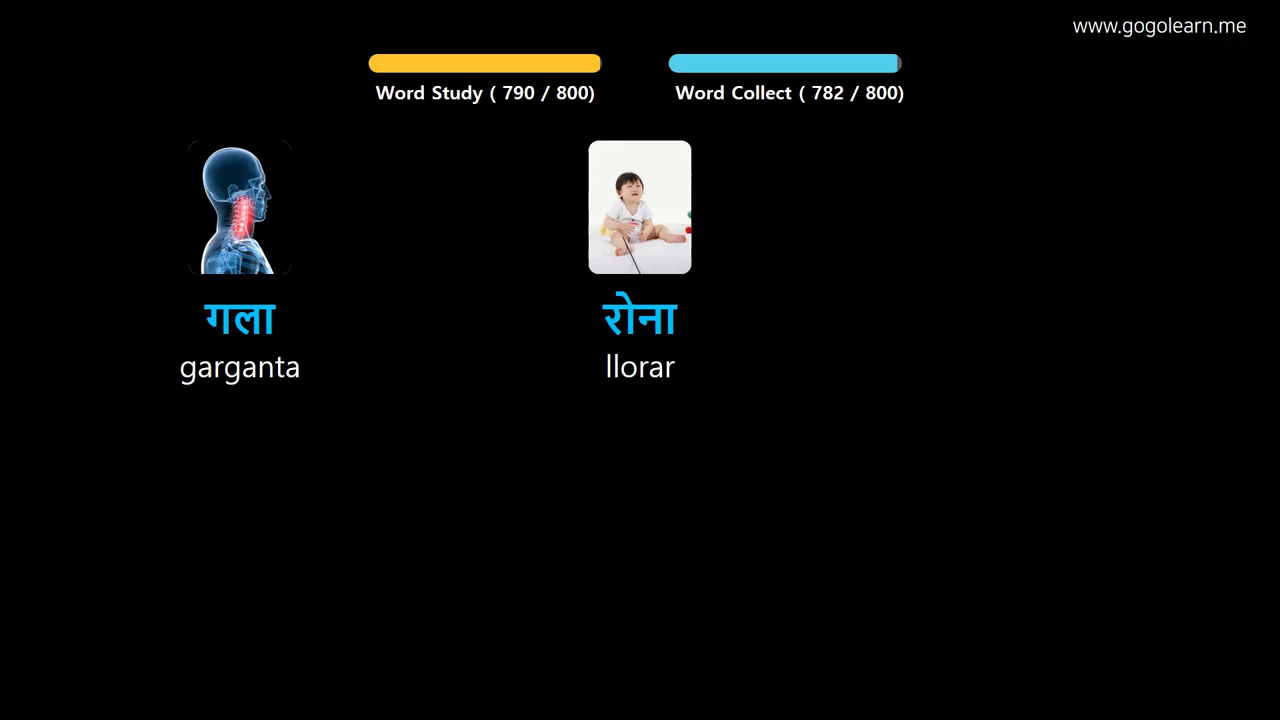 www.gogolearn.me
Word Study ( 790 / 800)
Word Collect ( 782 / 800)
गला
garganta
रोना
llorar